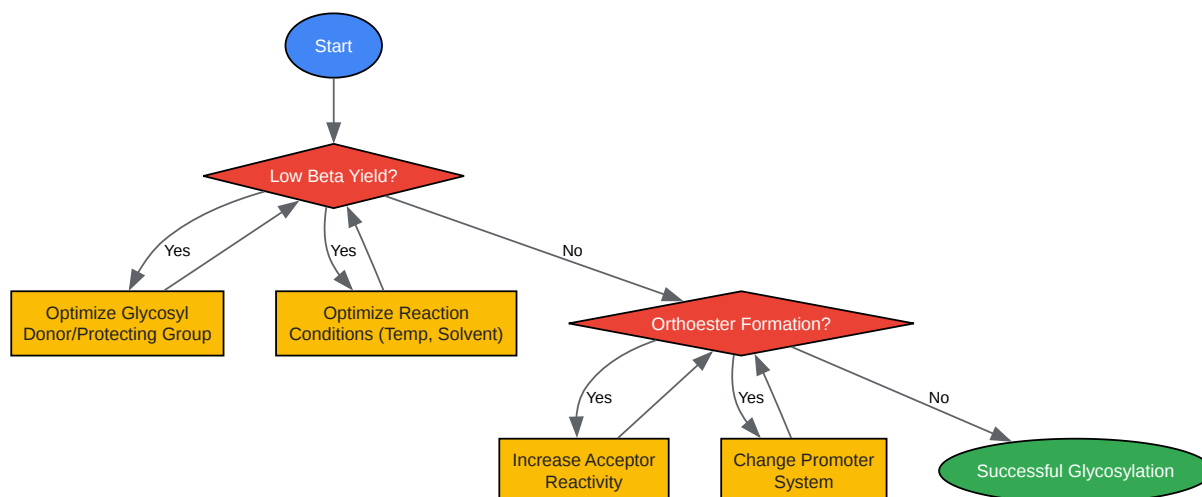 Start
Low Beta Yield?
Yes
Yes
No
Optimize Glycosyl
Donor/Protecting Group
Optimize Reaction
Conditions (Temp, Solvent)
Orthoester Formation?
Yes
Yes
No
Increase Acceptor
Reactivity
Change Promoter
System
Successful Glycosylation